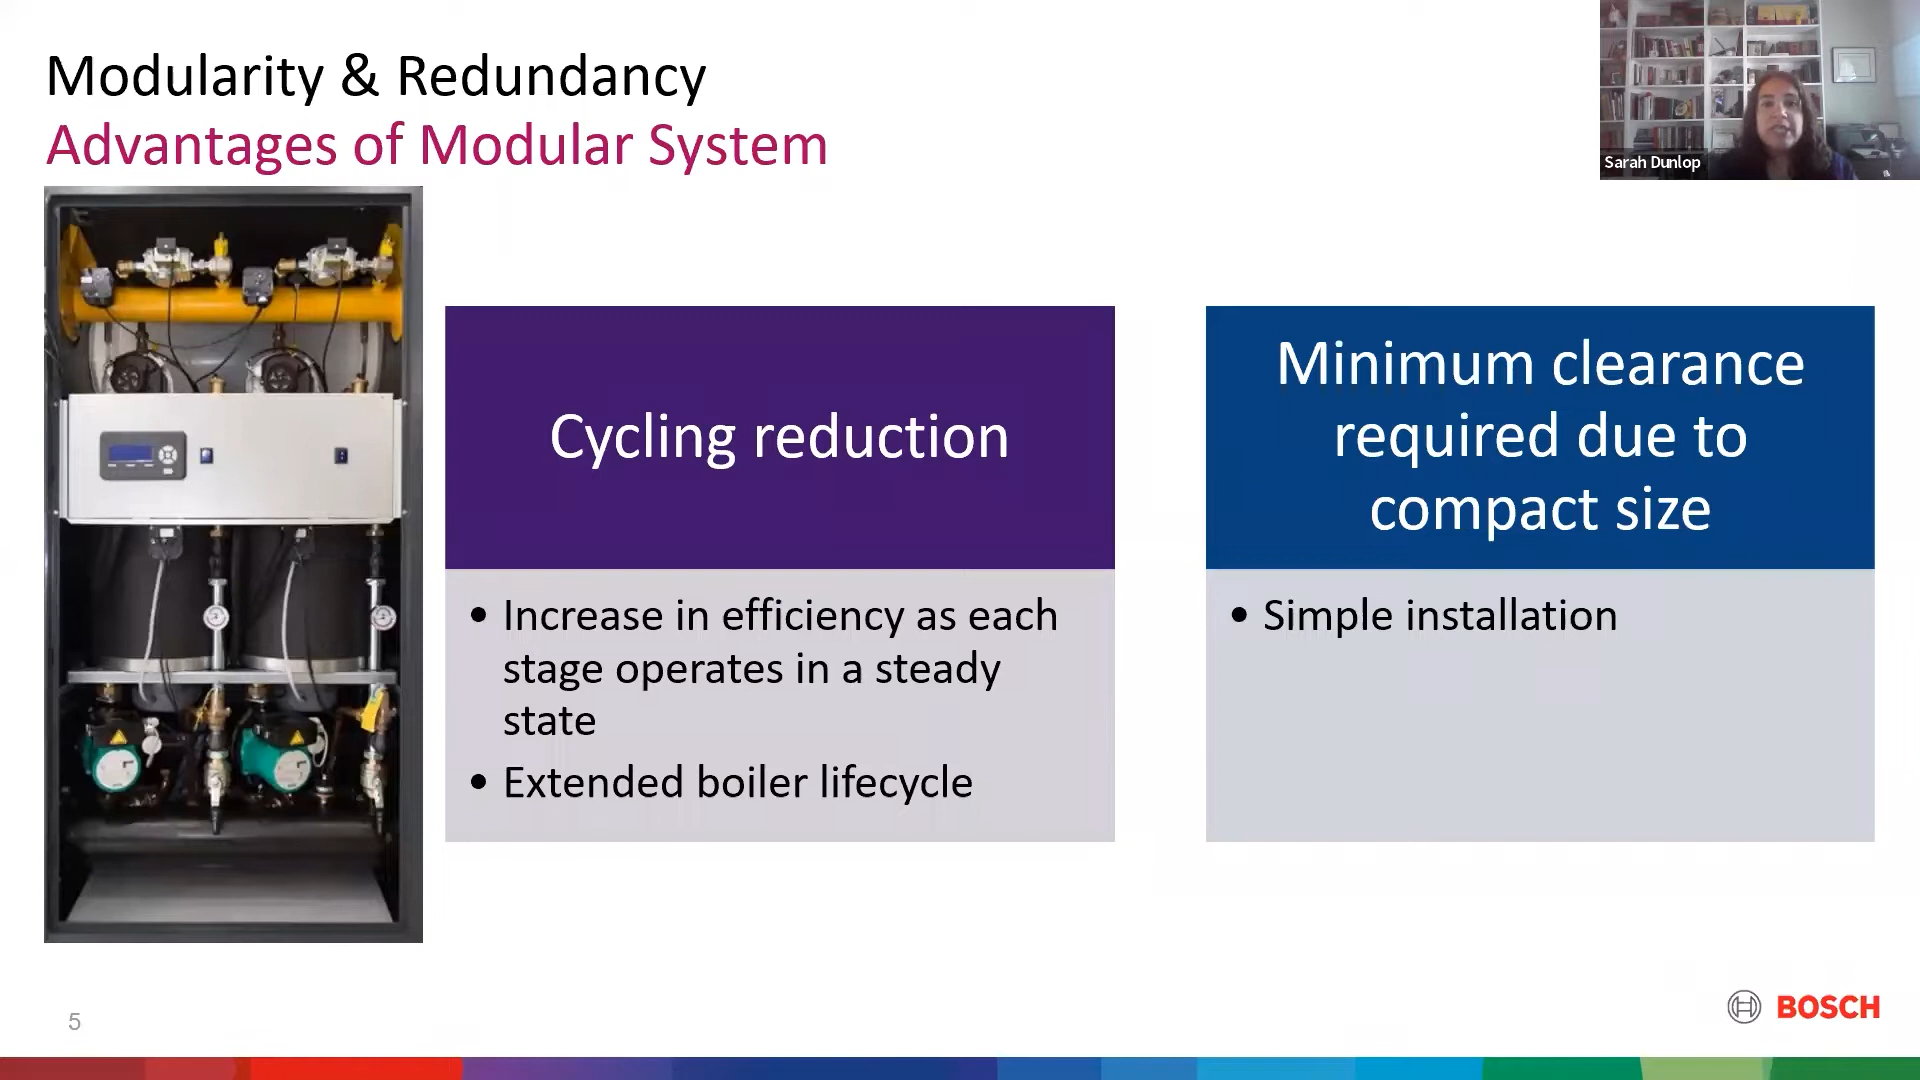 Modularity & Redundancy
Advantages of Modular System
Sarah Dunlop
Cycling reduction
• Increase in efficiency as each
stage operates in a steady
state
• Extended boiler lifecycle
Minimum clearance
required due to
compact size
• Simple installation
5
BOSCH